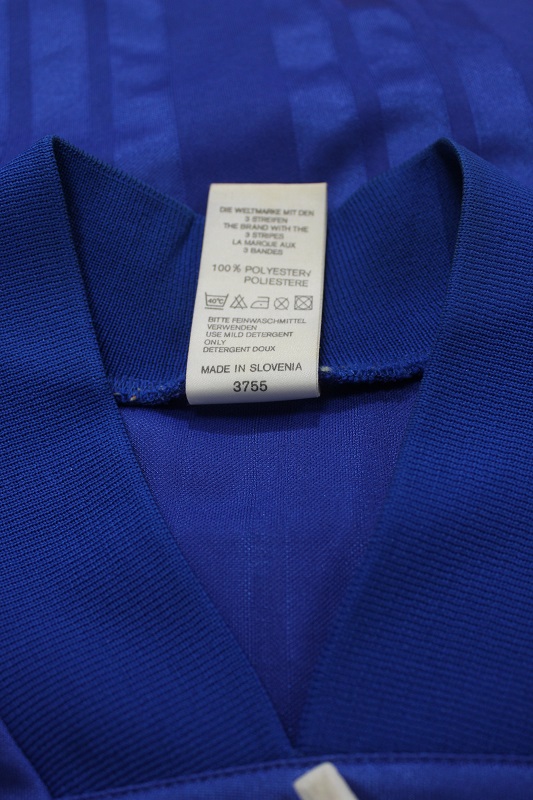 DIE WELTMARKE MIT DEN
3 STREIFEN
THE BRAND WITH THE
3 STRIPES
LA MARQUE AUX
3 BANDES
100% POLYESTER/
POLIESTERE
40°C
BITTE FEINWASCHMITTEL
VERWENDEN
USE MILD DETERGENT
ONLY
DETERGENT DOUX
MADE IN SLOVENIA
3755